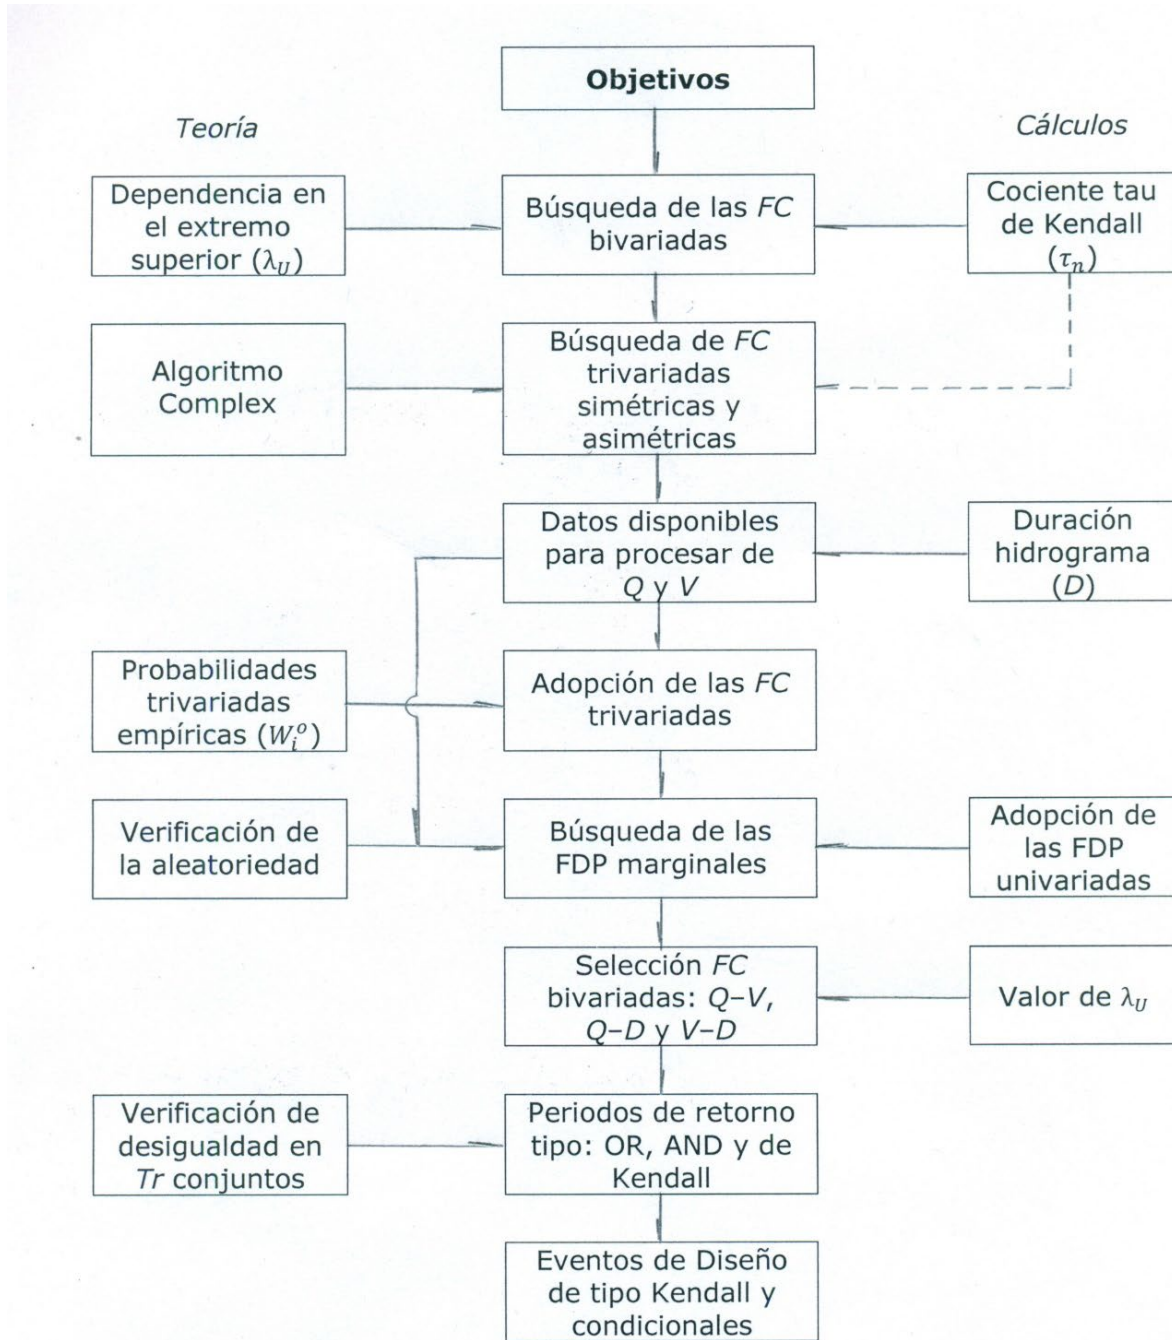 Objetivos
Teoría
Cálculos
Dependencia en
el extremo
superior (λ_U)
Búsqueda de las FC
bivariadas
Cociente tau
de Kendall
(τ_n)
Algoritmo
Complex
Búsqueda de FC
trivariadas
simétricas y
asimétricas
Datos disponibles
para procesar de
Q y V
Duración
hidrograma
(D)
Probabilidades
trivariadas
empíricas (W_i^o)
Adopción de las FC
trivariadas
Verificación de
la aleatoriedad
Búsqueda de las
FDP marginales
Adopción de
las FDP
univariadas
Selección FC
bivariadas: Q–V,
Q–D y V–D
Valor de λ_U
Verificación de
desigualdad en
Tr conjuntos
Periodos de retorno
tipo: OR, AND y de
Kendall
Eventos de Diseño
de tipo Kendall y
condicionales